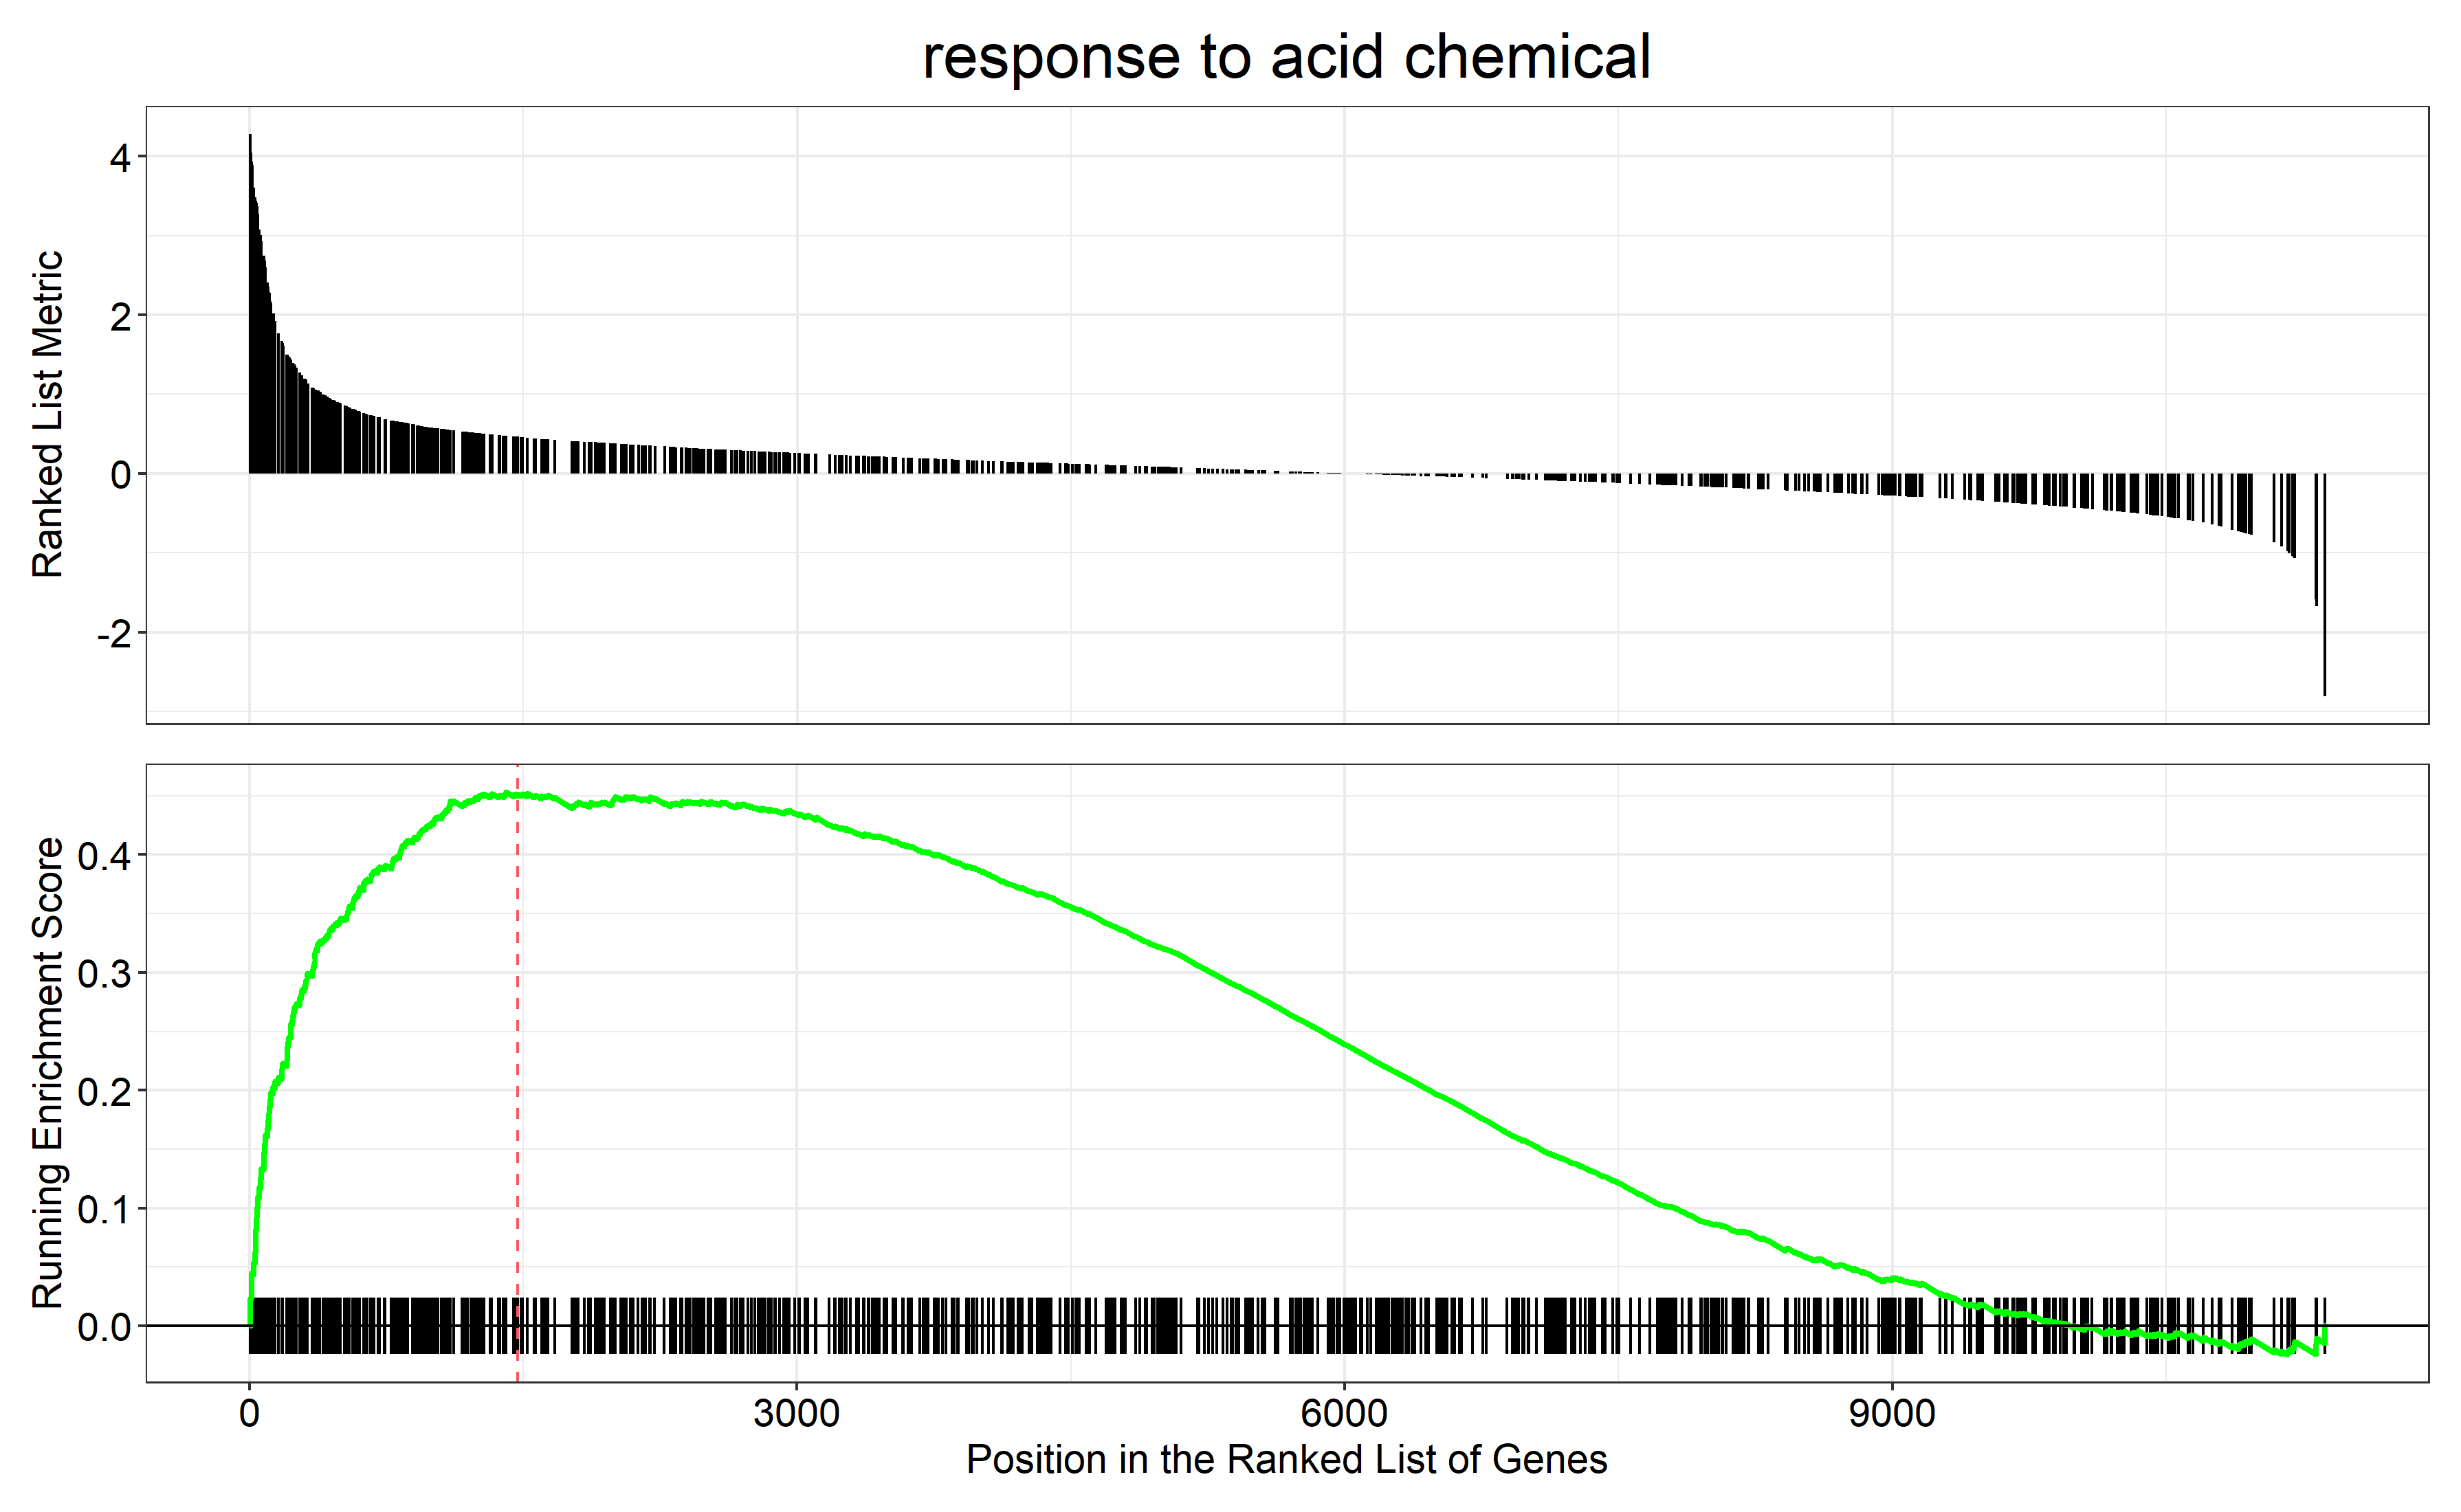 response to acid chemical
Ranked List Metric
4
2
0
-2
Running Enrichment Score
0.4
0.3
0.2
0.1
0.0
0 3000 6000 9000
Position in the Ranked List of Genes